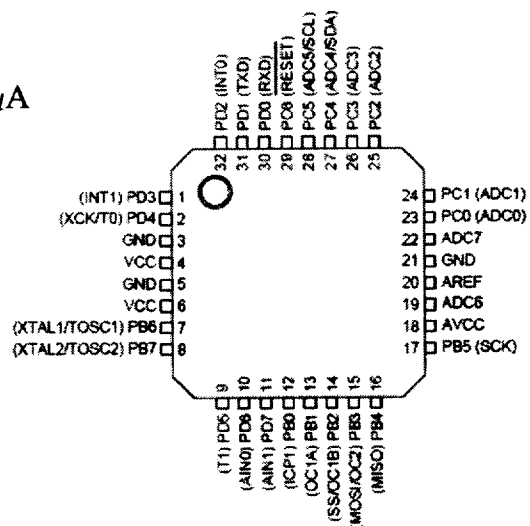 µA
PD2 (INT0)
PD1 (TXD)
PD0 (RXD)
PC6 (RESET)
PC5 (ADC5/SCL)
PC4 (ADC4/SDA)
PC3 (ADC3)
PC2 (ADC2)
32 31 30 29 28 27 26 25
(INT1) PD3 1
(XCK/T0) PD4 2
GND 3
VCC 4
GND 5
VCC 6
(XTAL1/TOSC1) PB6 7
(XTAL2/TOSC2) PB7 8
24 PC1 (ADC1)
23 PC0 (ADC0)
22 ADC7
21 GND
20 AREF
19 ADC6
18 AVCC
17 PB5 (SCK)
9 10 11 12 13 14 15 16
(T1) PD5
(AIN0) PD6
(AIN1) PD7
(ICP1) PB0
(OC1A) PB1
(SS/OC1B) PB2
(MOSI/OC2) PB3
(MISO) PB4